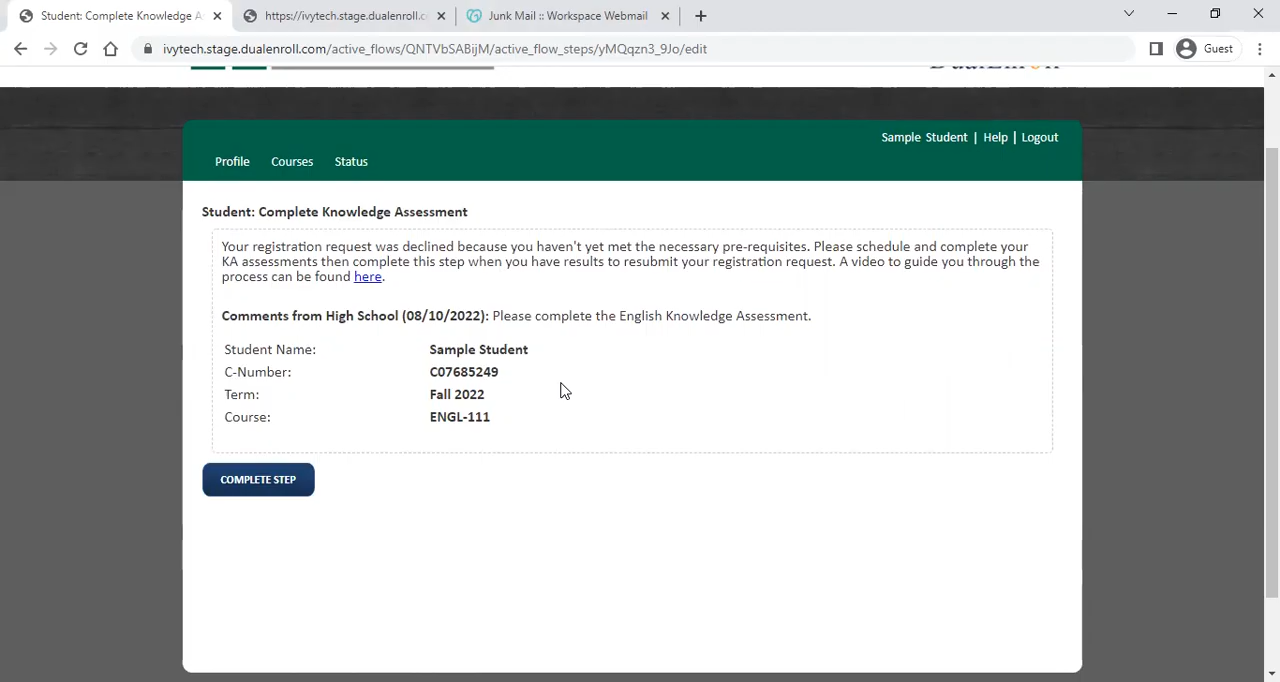 Student: Complete Knowledge A
https://ivytech.stage.dualenroll.c
Junk Mail :: Workspace Webmail
ivytech.stage.dualenroll.com/active_flows/QNTVbSABijM/active_flow_steps/yMQqzn3_9Jo/edit
Guest
Sample Student | Help | Logout
Profile Courses Status
Student: Complete Knowledge Assessment
Your registration request was declined because you haven't yet met the necessary pre-requisites. Please schedule and complete your
KA assessments then complete this step when you have results to resubmit your registration request. A video to guide you through the
process can be found here.
Comments from High School (08/10/2022): Please complete the English Knowledge Assessment.
Student Name: Sample Student
C-Number: C07685249
Term: Fall 2022
Course: ENGL-111
COMPLETE STEP